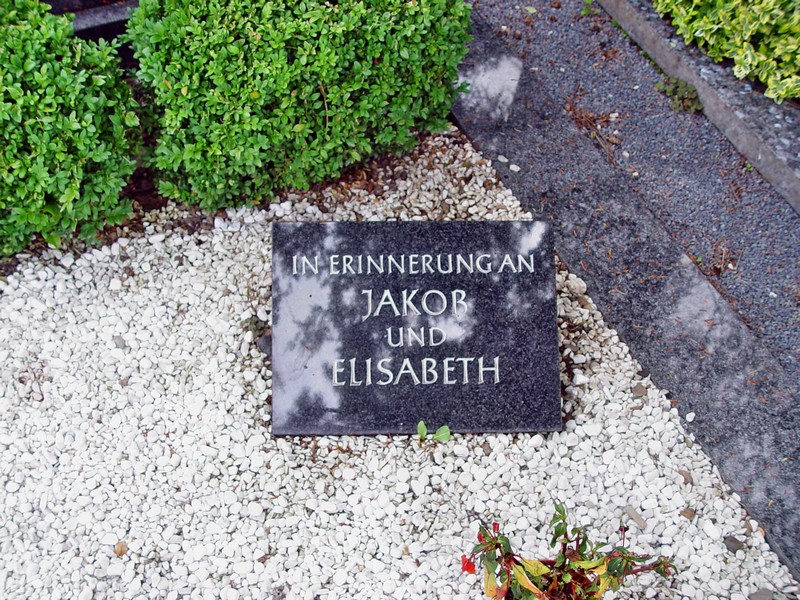 IN ERINNERUNG AN
JAKOB
UND
ELISABETH